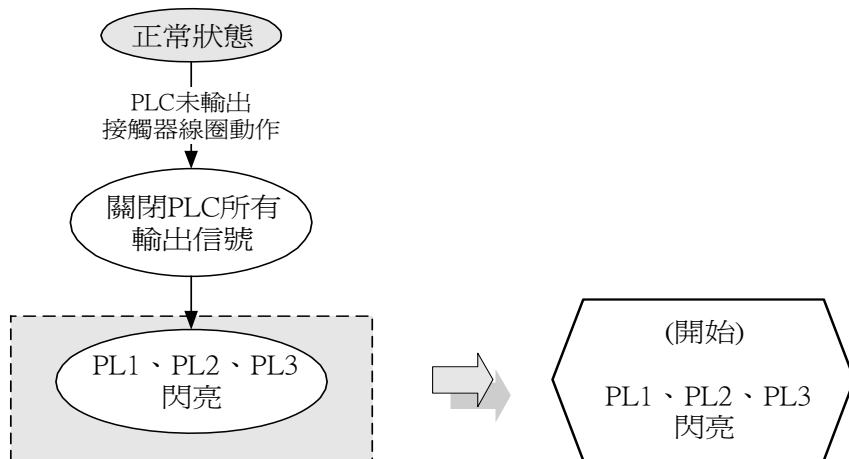 正常狀態
PLC未輸出
接觸器線圈動作
關閉PLC所有
輸出信號
PL1、PL2、PL3
閃亮
(開始)
PL1、PL2、PL3
閃亮